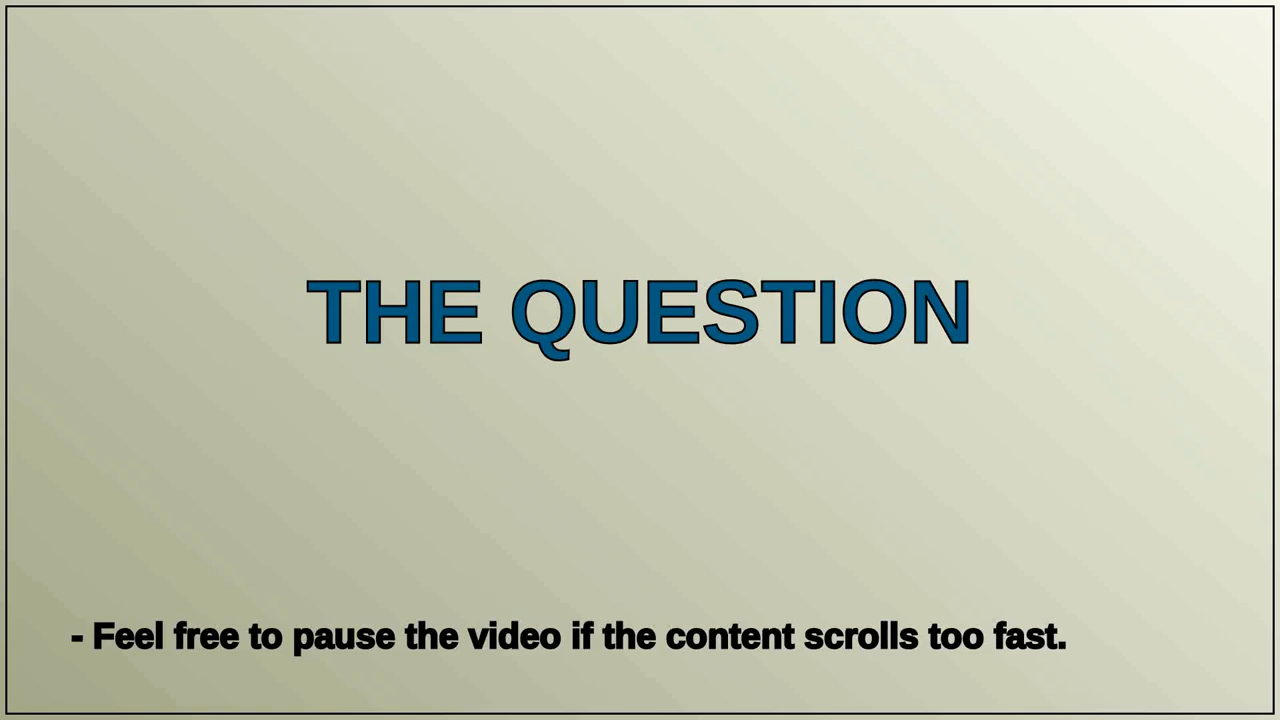 THE QUESTION
- Feel free to pause the video if the content scrolls too fast.